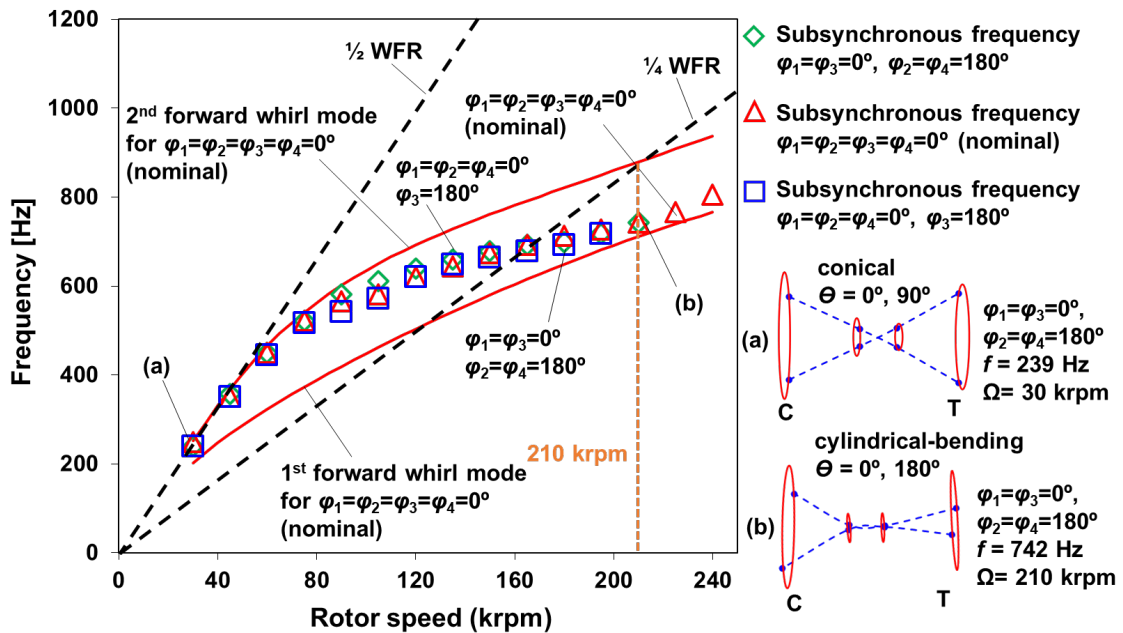 1200
1000
800
600
400
200
0
Frequency [Hz]
0
40
80
120
160
200
240
Rotor speed (krpm)
½ WFR
¼ WFR
2nd forward whirl mode
for φ1=φ2=φ3=φ4=0º
(nominal)
φ1=φ2=φ3=φ4=0º
(nominal)
φ1=φ2=φ4=0º
φ3=180º
(a)
(b)
φ1=φ3=0º
φ2=φ4=180º
210 krpm
1st forward whirl mode
for φ1=φ2=φ3=φ4=0º
(nominal)
Subsynchronous frequency
φ1=φ3=0º, φ2=φ4=180º
Subsynchronous frequency
φ1=φ2=φ3=φ4=0º (nominal)
Subsynchronous frequency
φ1=φ2=φ4=0º, φ3=180º
conical
Θ = 0º, 90º
(a)
φ1=φ3=0º,
φ2=φ4=180º
f = 239 Hz
Ω= 30 krpm
C
T
cylindrical-bending
Θ = 0º, 180º
(b)
φ1=φ3=0º,
φ2=φ4=180º
f = 742 Hz
Ω= 210 krpm
C
T